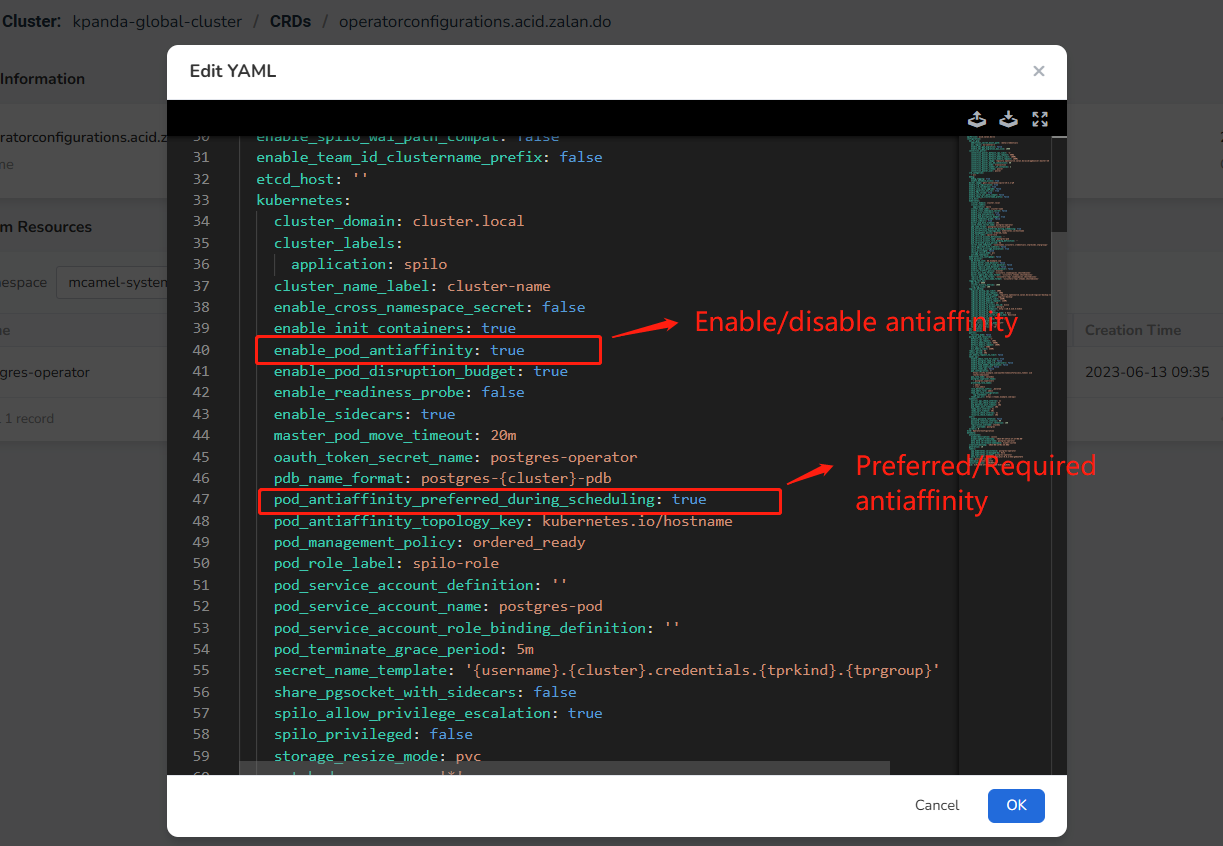 Cluster: kpanda-global-cluster / CRDs / operatorconfigurations.acid.zalan.do
Information
ratorconfigurations.acid.z
me
m Resources
espace mcamel-system
me
gres-operator
1 record
Creation Time
2023-06-13 09:35
Edit YAML
×
30 enable_spilo_wal_path_compat: false
31 enable_team_id_clustername_prefix: false
32 etcd_host: ''
33 kubernetes:
34 cluster_domain: cluster.local
35 cluster_labels:
36 application: spilo
37 cluster_name_label: cluster-name
38 enable_cross_namespace_secret: false
39 enable_init_containers: true
40 enable_pod_antiaffinity: true
41 enable_pod_disruption_budget: true
42 enable_readiness_probe: false
43 enable_sidecars: true
44 master_pod_move_timeout: 20m
45 oauth_token_secret_name: postgres-operator
46 pdb_name_format: postgres-{cluster}-pdb
47 pod_antiaffinity_preferred_during_scheduling: true
48 pod_antiaffinity_topology_key: kubernetes.io/hostname
49 pod_management_policy: ordered_ready
50 pod_role_label: spilo-role
51 pod_service_account_definition: ''
52 pod_service_account_name: postgres-pod
53 pod_service_account_role_binding_definition: ''
54 pod_terminate_grace_period: 5m
55 secret_name_template: '{username}.{cluster}.credentials.{tprkind}.{tprgroup}'
56 share_pgsocket_with_sidecars: false
57 spilo_allow_privilege_escalation: true
58 spilo_privileged: false
59 storage_resize_mode: pvc
Enable/disable antiaffinity
Preferred/Required
antiaffinity
Cancel OK